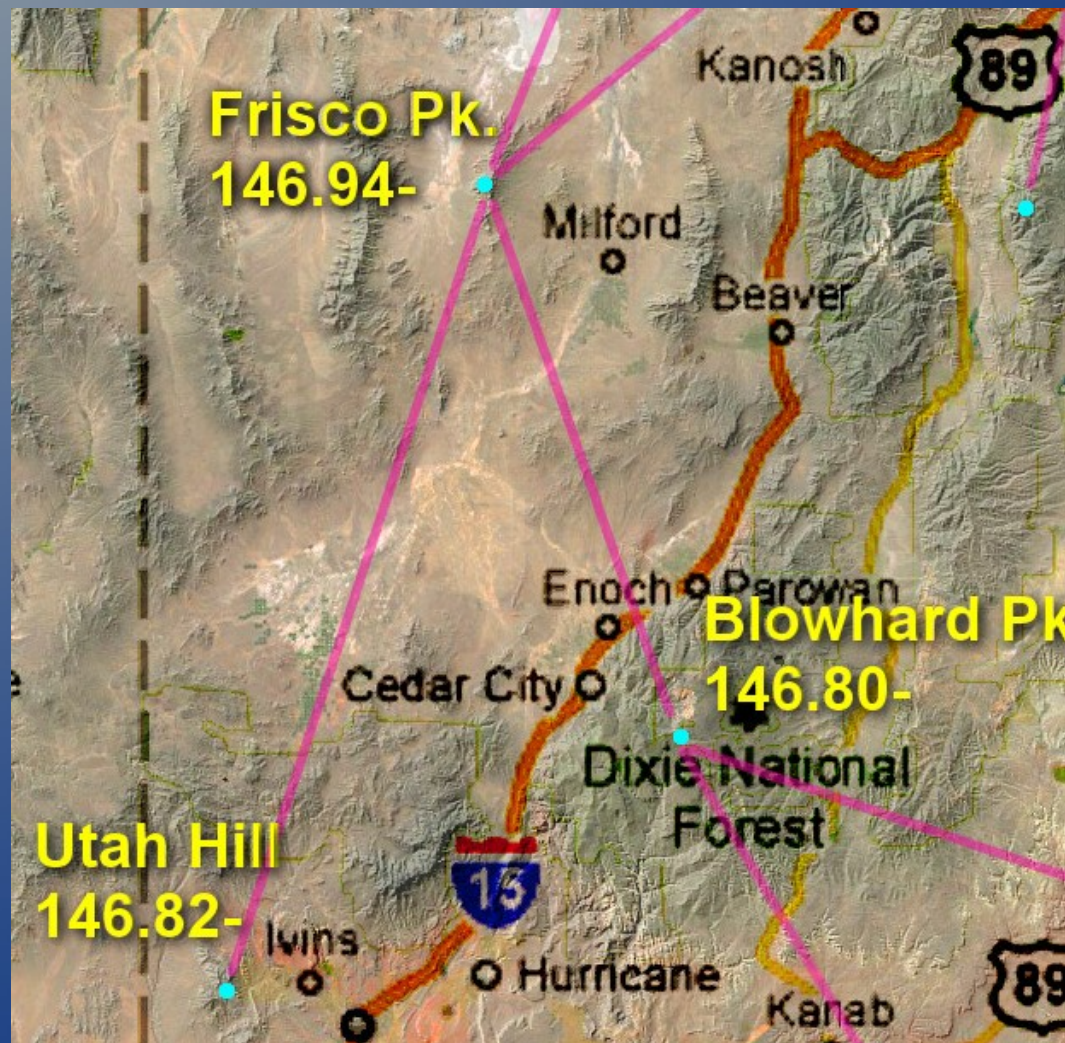 Kanosh
89
Frisco Pk.
146.94-
Milford
Beaver
Enoch
Parowan
Blowhard Pk
146.80-
Cedar City
Dixie National
Forest
Utah Hill
146.82-
15
Ivins
Hurricane
89
Kanab